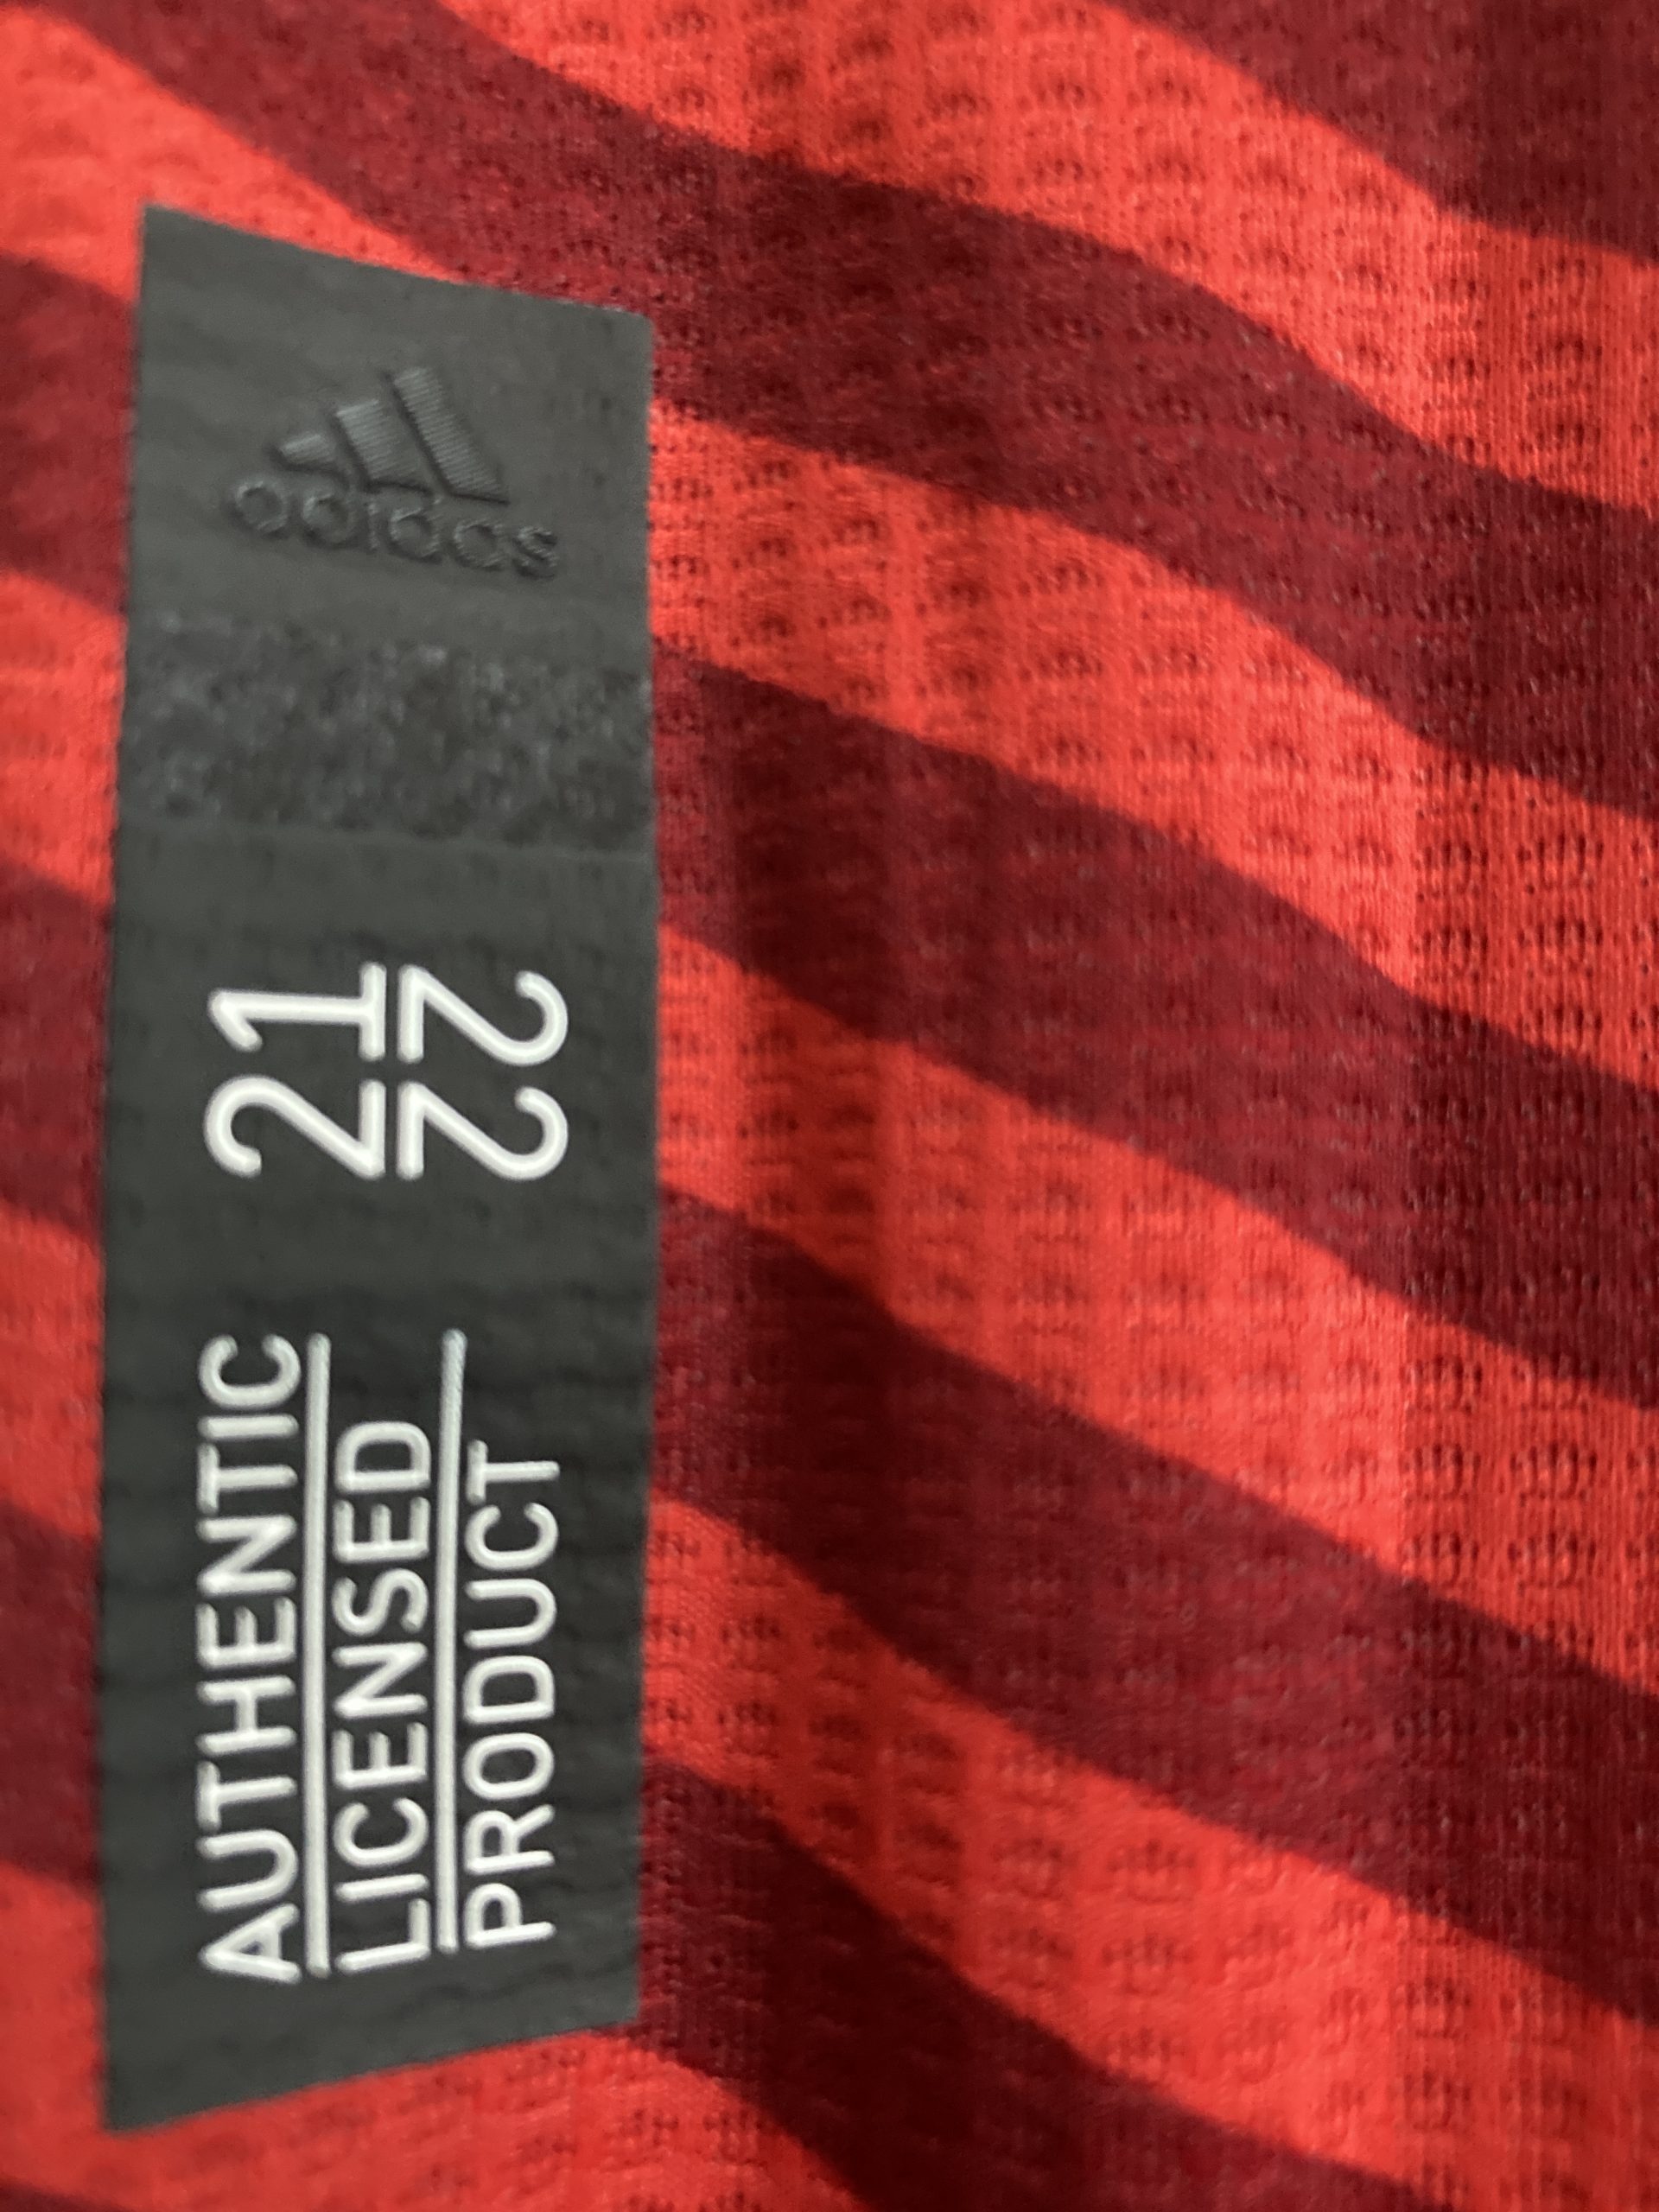 AUTHENTIC
LICENSED
PRODUCT
21
22
adidas